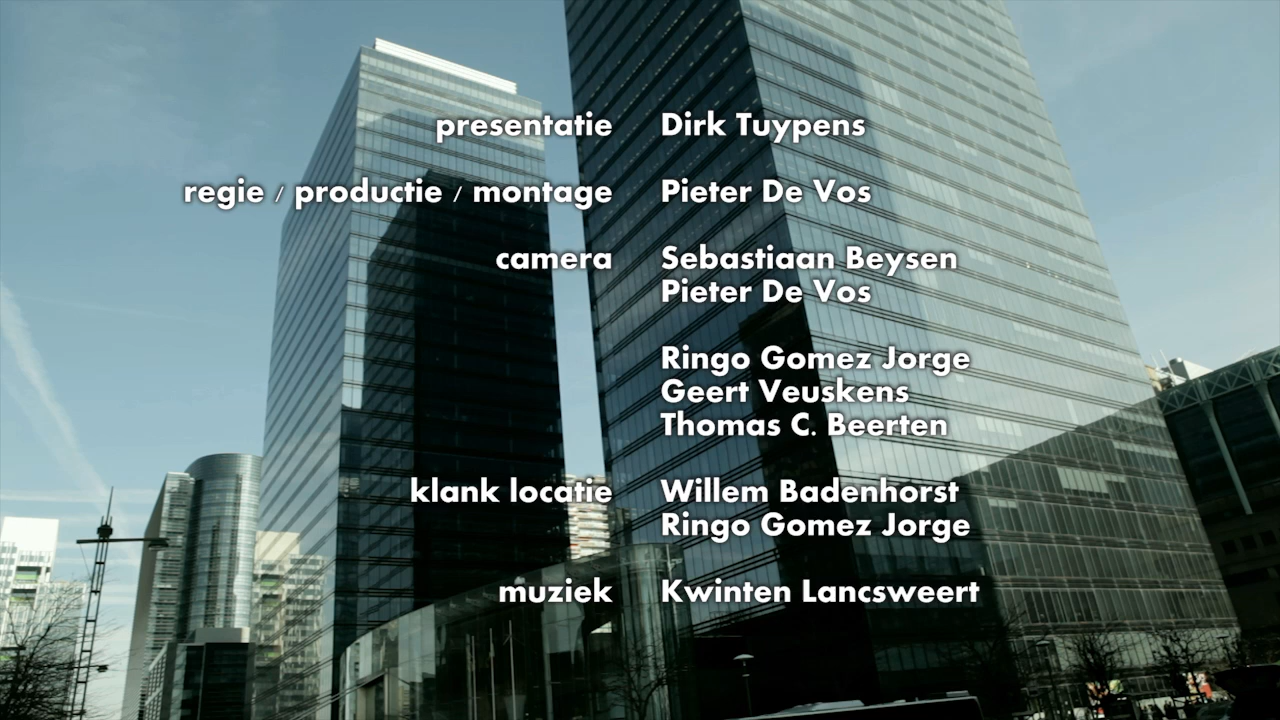 presentatie Dirk Tuypens
regie / productie / montage Pieter De Vos
camera Sebastiaan Beysen
Pieter De Vos
Ringo Gomez Jorge
Geert Veuskens
Thomas C. Beerten
klank locatie Willem Badenhorst
Ringo Gomez Jorge
muziek Kwinten Lancsweert